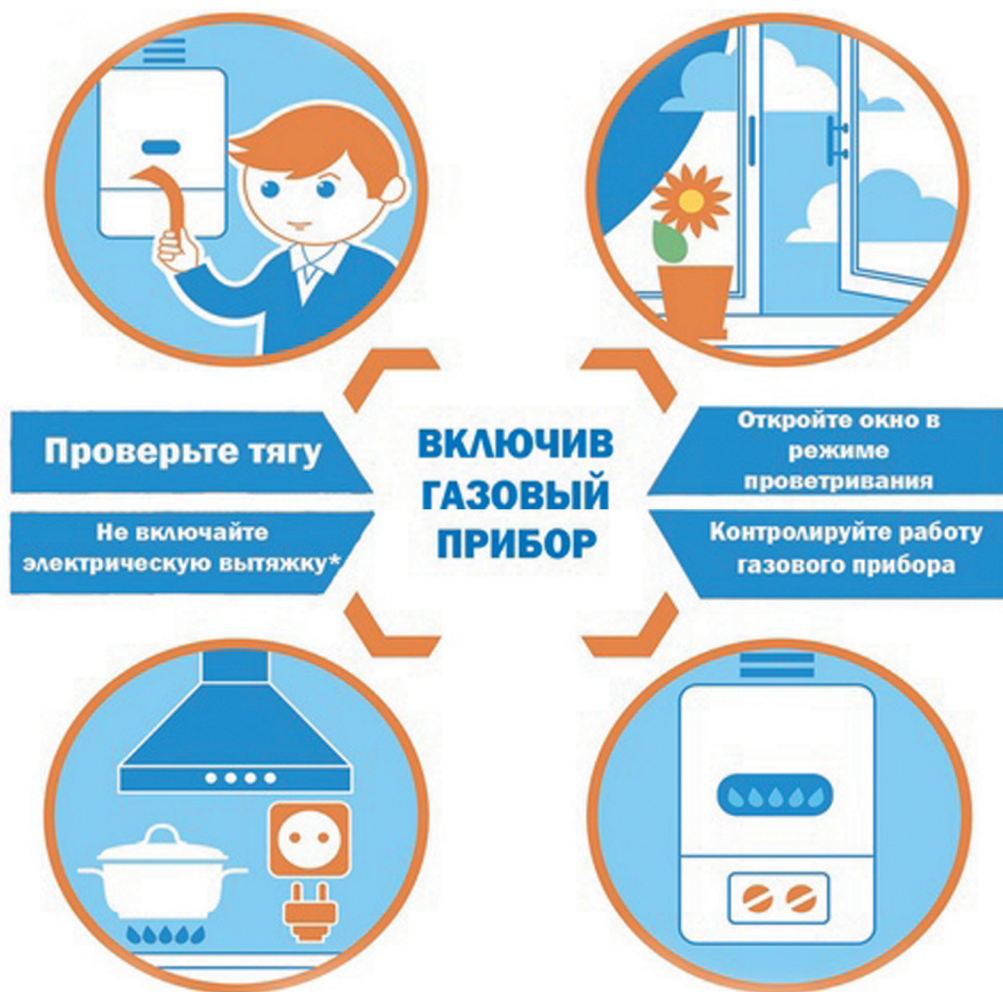 Проверьте тягу
Не включайте
электрическую вытяжку*
ВКЛЮЧИВ
ГАЗОВЫЙ
ПРИБОР
Откройте окно в
режиме
проветривания
Контролируйте работу
газового прибора